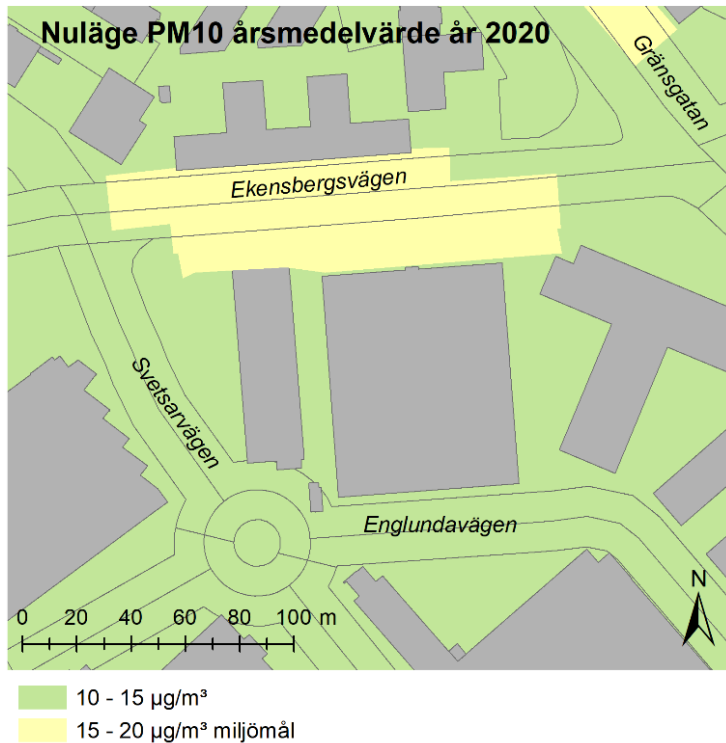 Nuläge PM10 årsmedelvärde år 2020
Gränsgatan
Ekensbergsvägen
Svetsarvägen
Englundavägen
N
0 20 40 60 80 100 m
10 - 15 µg/m³
15 - 20 µg/m³ miljömål